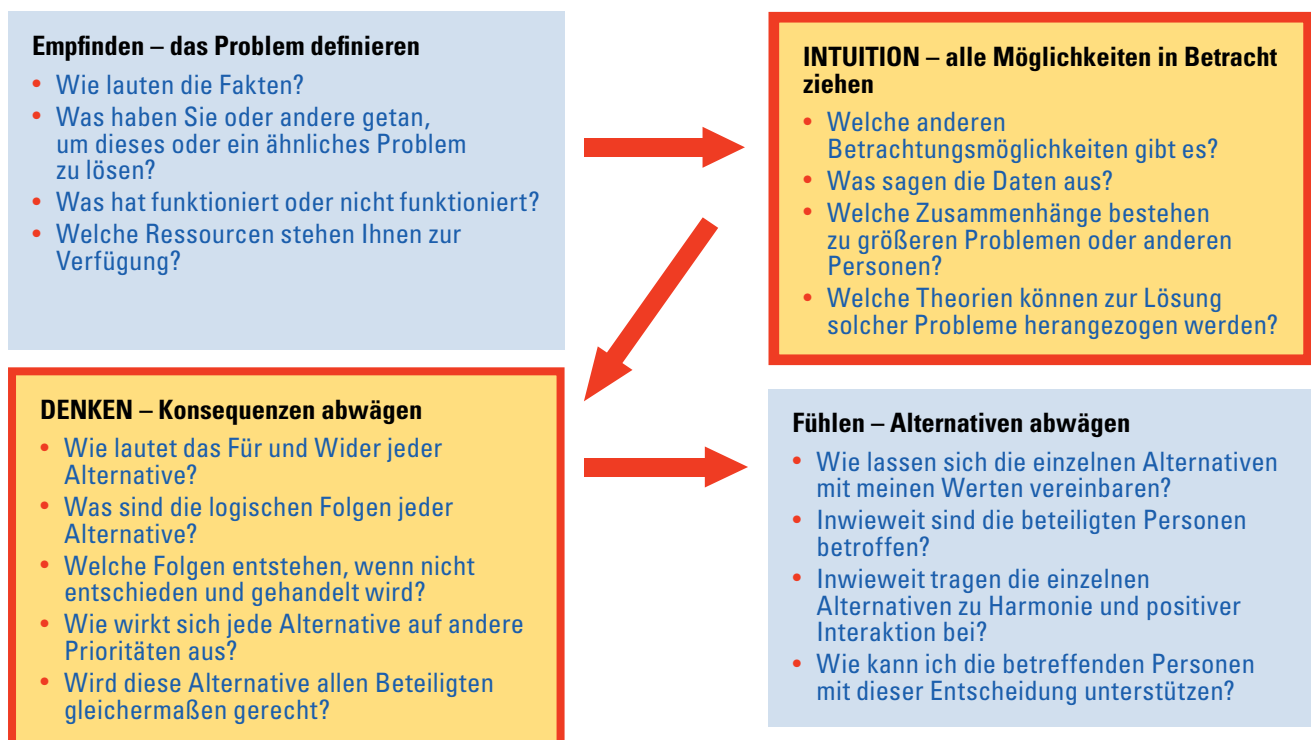 Empfinden – das Problem definieren
• Wie lauten die Fakten?
• Was haben Sie oder andere getan,
um dieses oder ein ähnliches Problem
zu lösen?
• Was hat funktioniert oder nicht funktioniert?
• Welche Ressourcen stehen Ihnen zur
Verfügung?
INTUITION – alle Möglichkeiten in Betracht
ziehen
• Welche anderen
Betrachtungsmöglichkeiten gibt es?
• Was sagen die Daten aus?
• Welche Zusammenhänge bestehen
zu größeren Problemen oder anderen
Personen?
• Welche Theorien können zur Lösung
solcher Probleme herangezogen werden?
DENKEN – Konsequenzen abwägen
• Wie lautet das Für und Wider jeder
Alternative?
• Was sind die logischen Folgen jeder
Alternative?
• Welche Folgen entstehen, wenn nicht
entschieden und gehandelt wird?
• Wie wirkt sich jede Alternative auf andere
Prioritäten aus?
• Wird diese Alternative allen Beteiligten
gleichermaßen gerecht?
Fühlen – Alternativen abwägen
• Wie lassen sich die einzelnen Alternativen
mit meinen Werten vereinbaren?
• Inwieweit sind die beteiligten Personen
betroffen?
• Inwieweit tragen die einzelnen
Alternativen zu Harmonie und positiver
Interaktion bei?
• Wie kann ich die betreffenden Personen
mit dieser Entscheidung unterstützen?